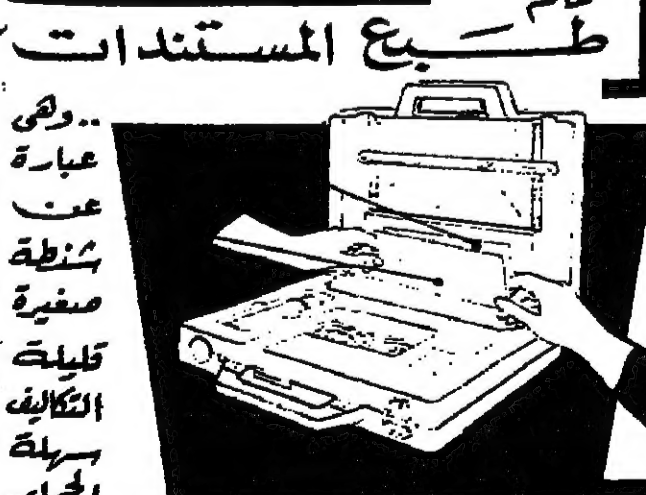 طبع المستندات
..وهى
عبارة
عن
شنطة
صغيرة
قليلة
التكاليف
سهلة